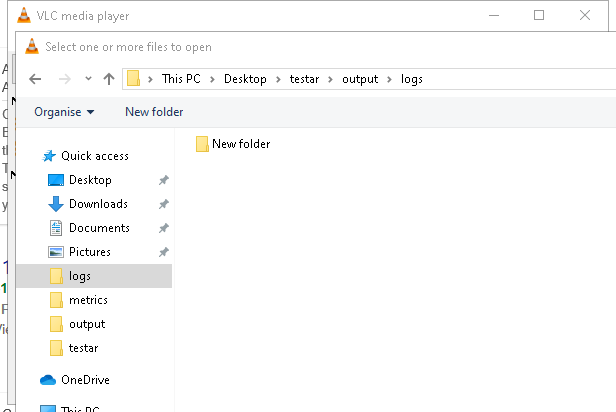 VLC media player
Select one or more files to open
This PC > Desktop > testar > output > logs
Organise New folder
New folder
Quick access
Desktop
Downloads
Documents
Pictures
logs
metrics
output
testar
OneDrive
This PC